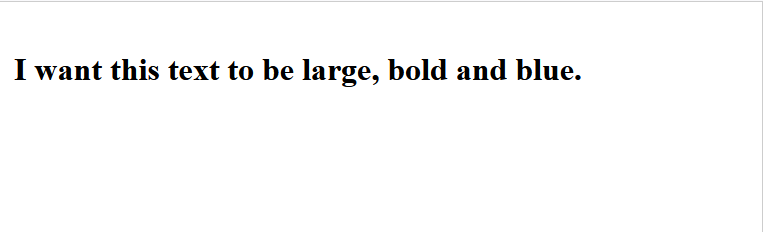 I want this text to be large, bold and blue.